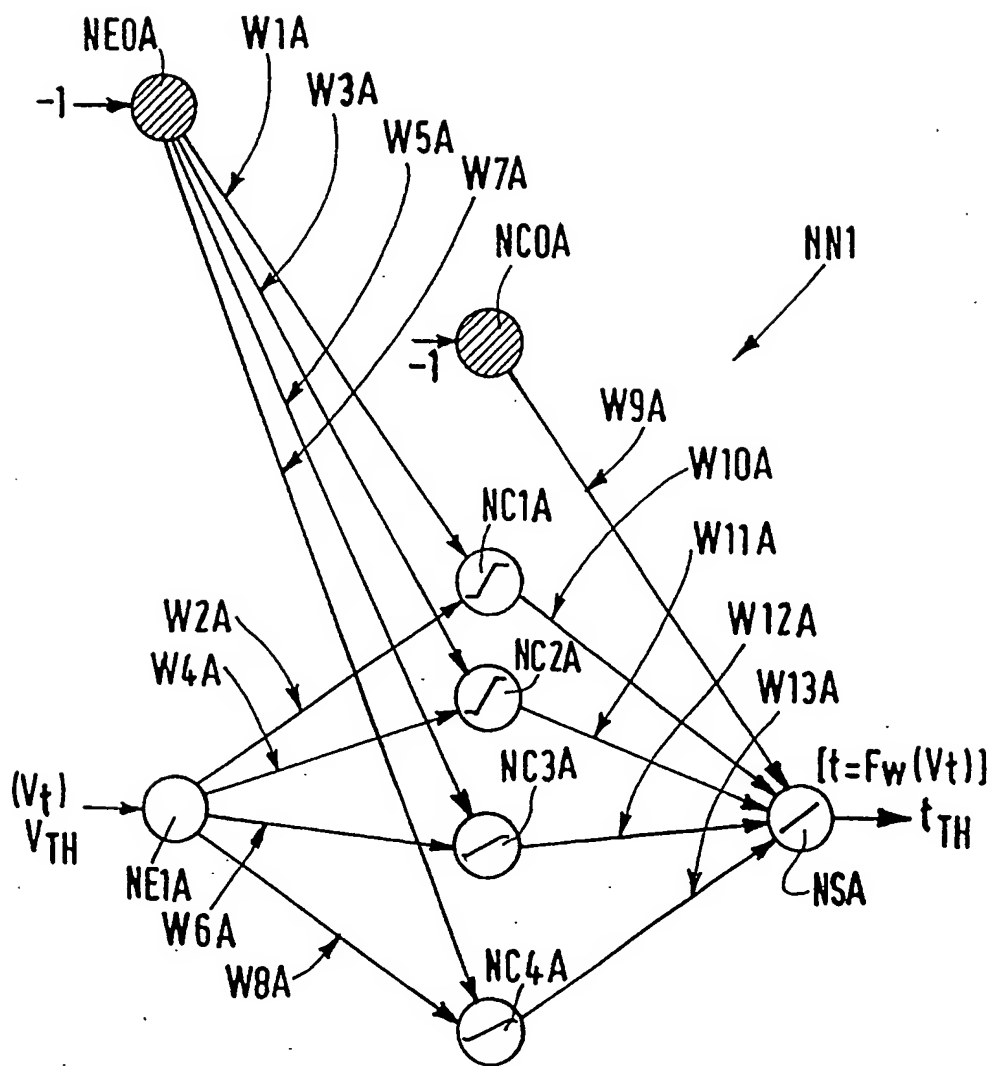 NE0A
W1A
W3A
W5A
W7A
-1
NC0A
NN1
-1
W9A
W10A
NC1A
W11A
W2A
W4A
NC2A
W12A
W13A
NC3A
(Vt)
VTH
[t=Fw(Vt)]
tTH
NE1A
W6A
NSA
W8A
NC4A